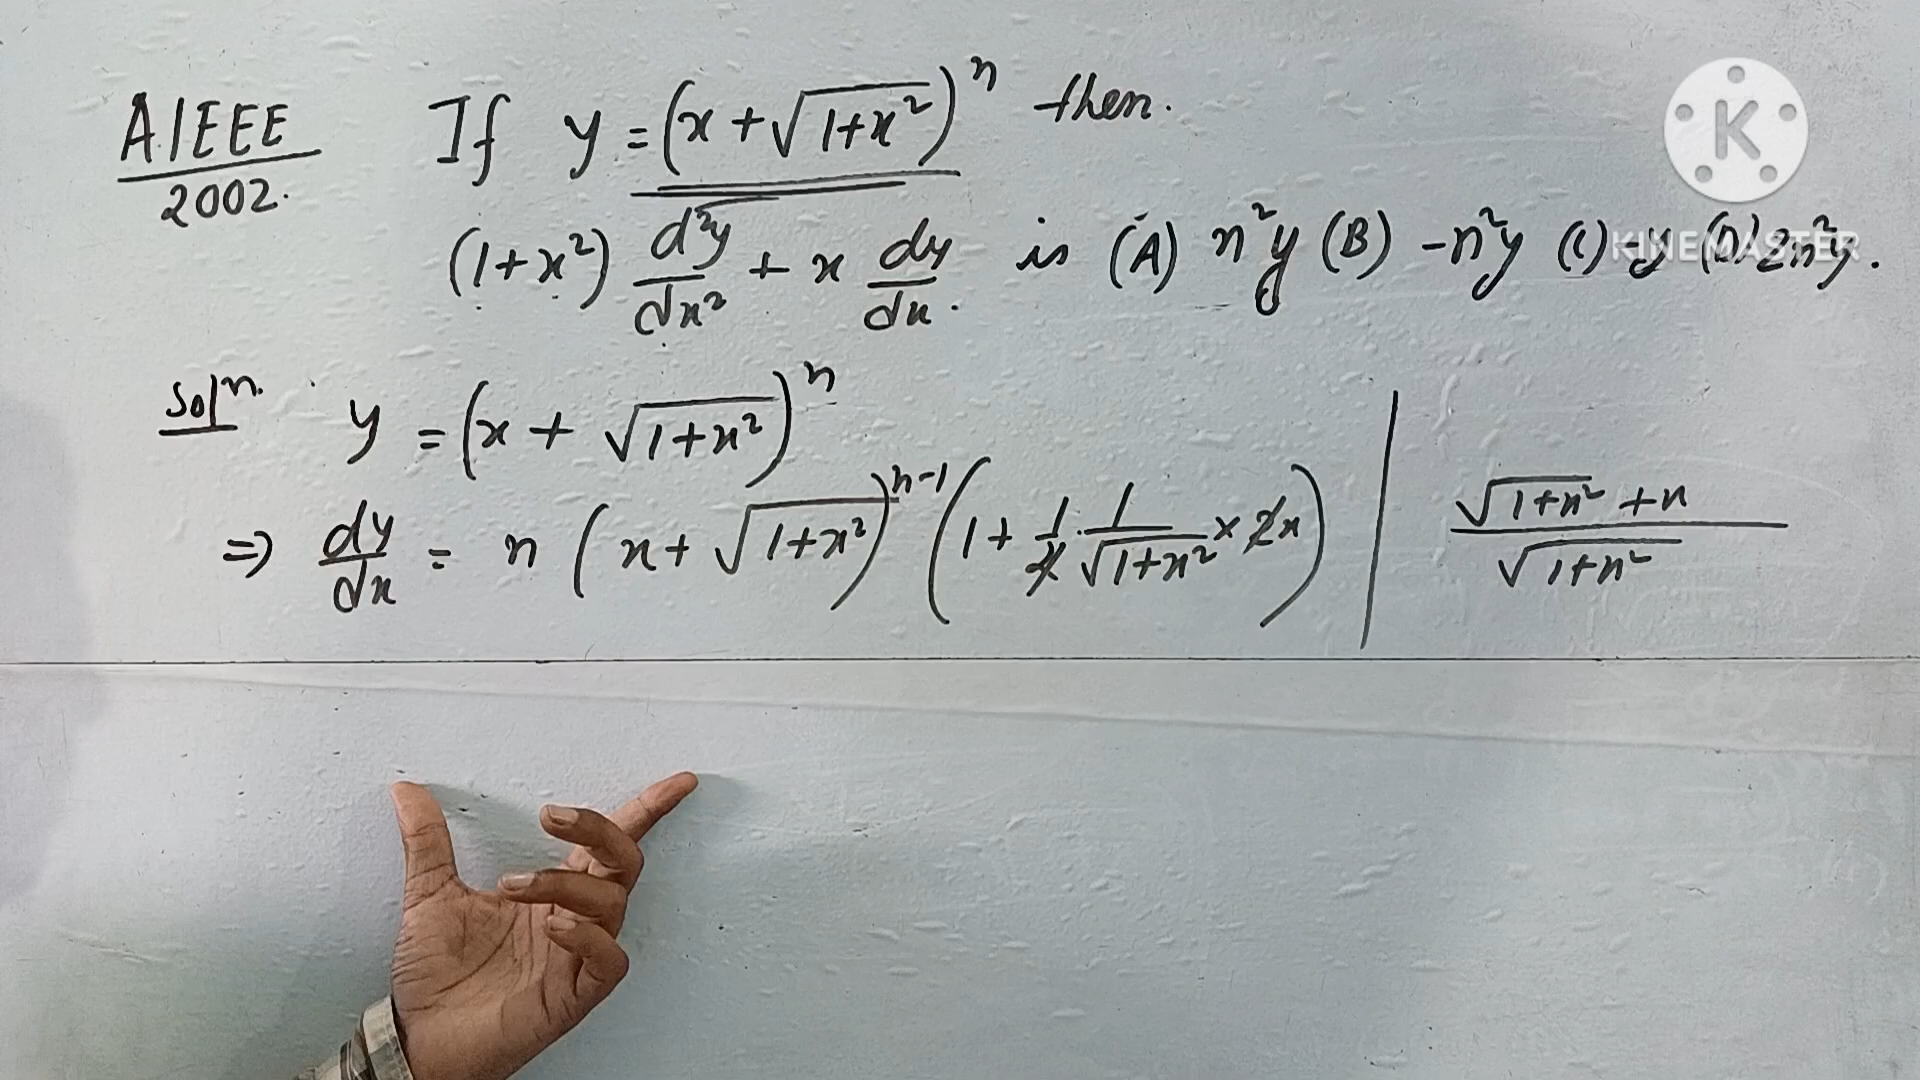 AIEEE 2002. If y = (x + √(1+x²))ⁿ then.
(1+x²) d²y/dx² + x dy/dx. is (A) n²y (B) -n²y (C) -y (D) 2n²y.
Solⁿ. y = (x + √(1+x²))ⁿ
⇒ dy/dx = n (x + √(1+x²))ⁿ⁻¹ (1 + 1/2 · 1/√(1+x²) × 2x) | (√(1+x²) + x)/√(1+x²)
K
KINEMASTER